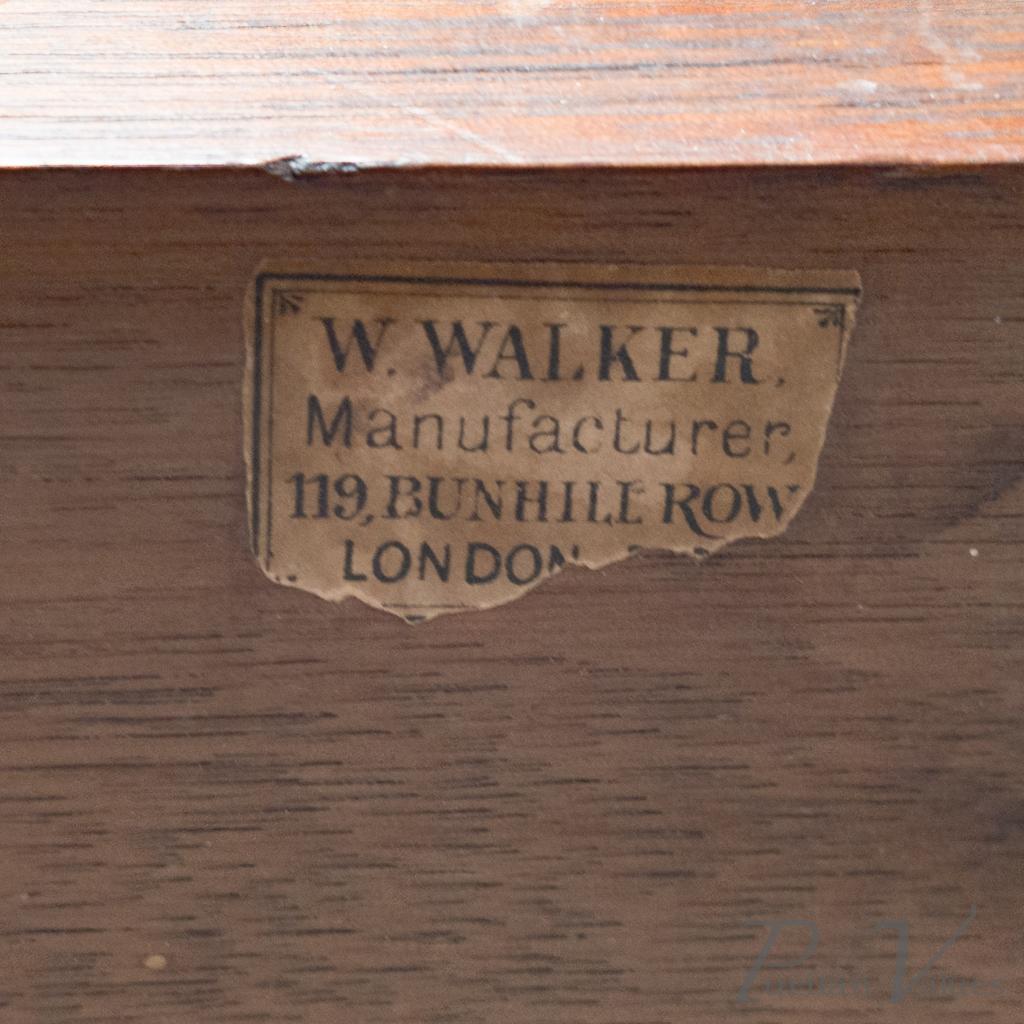 W. WALKER,
Manufacturer,
119, BUNHILL ROW
LONDON